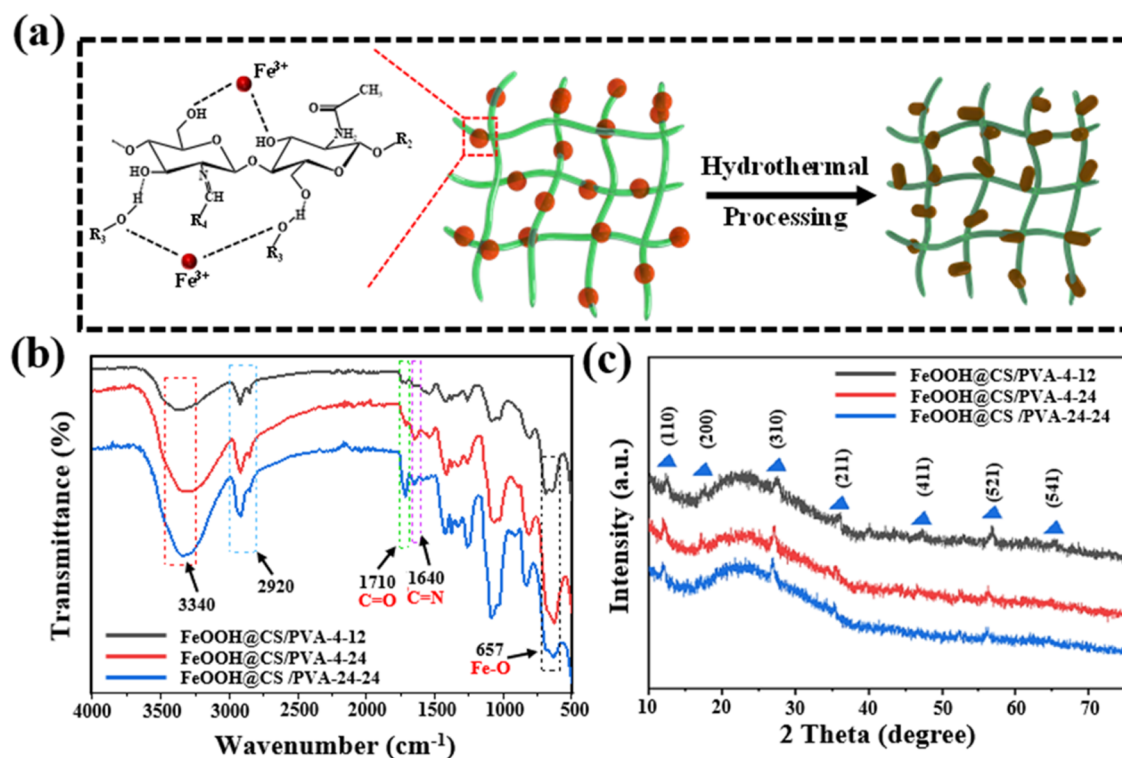 (a)
Fe³⁺
OH
O
CH₃
HO
NH₂
O
O
O
O
O
R₂
HO
N
CH
R₄
H
O
R₃
H
O
O
R₃
Fe³⁺
Hydrothermal
Processing
(b)
Transmittance (%)
3340
2920
1710
C=O
1640
C=N
657
Fe-O
FeOOH@CS/PVA-4-12
FeOOH@CS/PVA-4-24
FeOOH@CS /PVA-24-24
4000 3500 3000 2500 2000 1500 1000 500
Wavenumber (cm⁻¹)
(c)
Intensity (a.u.)
FeOOH@CS/PVA-4-12
FeOOH@CS/PVA-4-24
FeOOH@CS /PVA-24-24
(110)
(200)
(310)
(211)
(411)
(521)
(541)
10 20 30 40 50 60 70
2 Theta (degree)